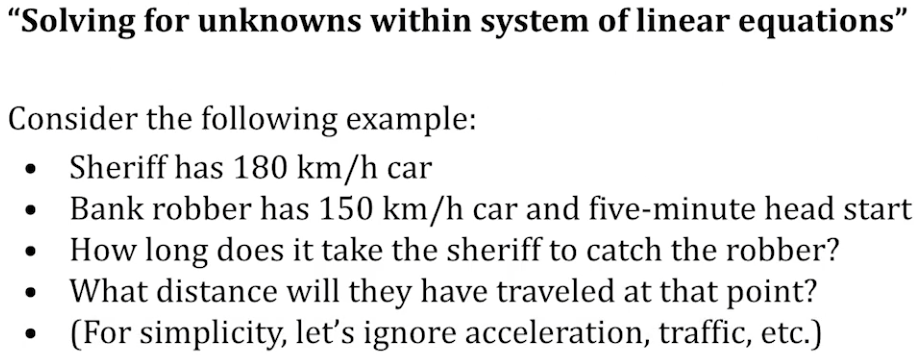 “Solving for unknowns within system of linear equations”
Consider the following example:
• Sheriff has 180 km/h car
• Bank robber has 150 km/h car and five-minute head start
• How long does it take the sheriff to catch the robber?
• What distance will they have traveled at that point?
• (For simplicity, let’s ignore acceleration, traffic, etc.)